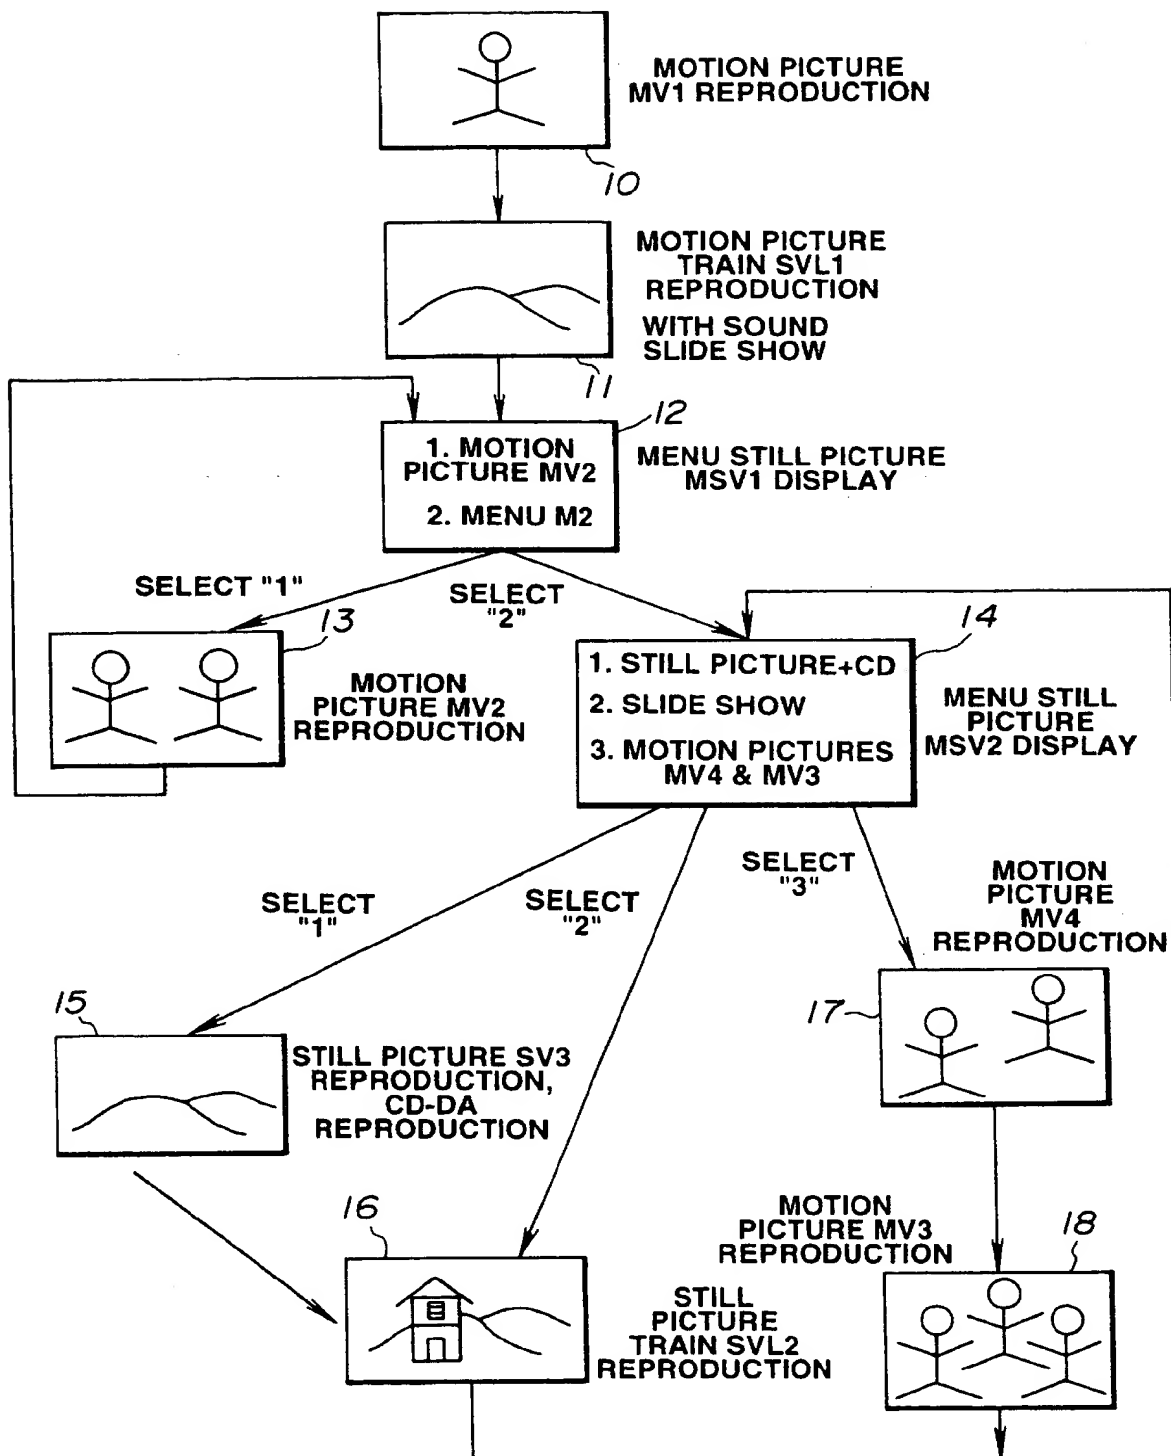 MOTION PICTURE
MV1 REPRODUCTION
10
MOTION PICTURE
TRAIN SVL1
REPRODUCTION
WITH SOUND
SLIDE SHOW
11
12
1. MOTION
PICTURE MV2
2. MENU M2
MENU STILL PICTURE
MSV1 DISPLAY
SELECT "1"
SELECT
"2"
13
MOTION
PICTURE MV2
REPRODUCTION
14
1. STILL PICTURE+CD
2. SLIDE SHOW
3. MOTION PICTURES
MV4 & MV3
MENU STILL
PICTURE
MSV2 DISPLAY
SELECT
"1"
SELECT
"2"
SELECT
"3"
MOTION
PICTURE
MV4
REPRODUCTION
15
STILL PICTURE SV3
REPRODUCTION,
CD-DA
REPRODUCTION
17
16
STILL
PICTURE
TRAIN SVL2
REPRODUCTION
MOTION
PICTURE MV3
REPRODUCTION
18